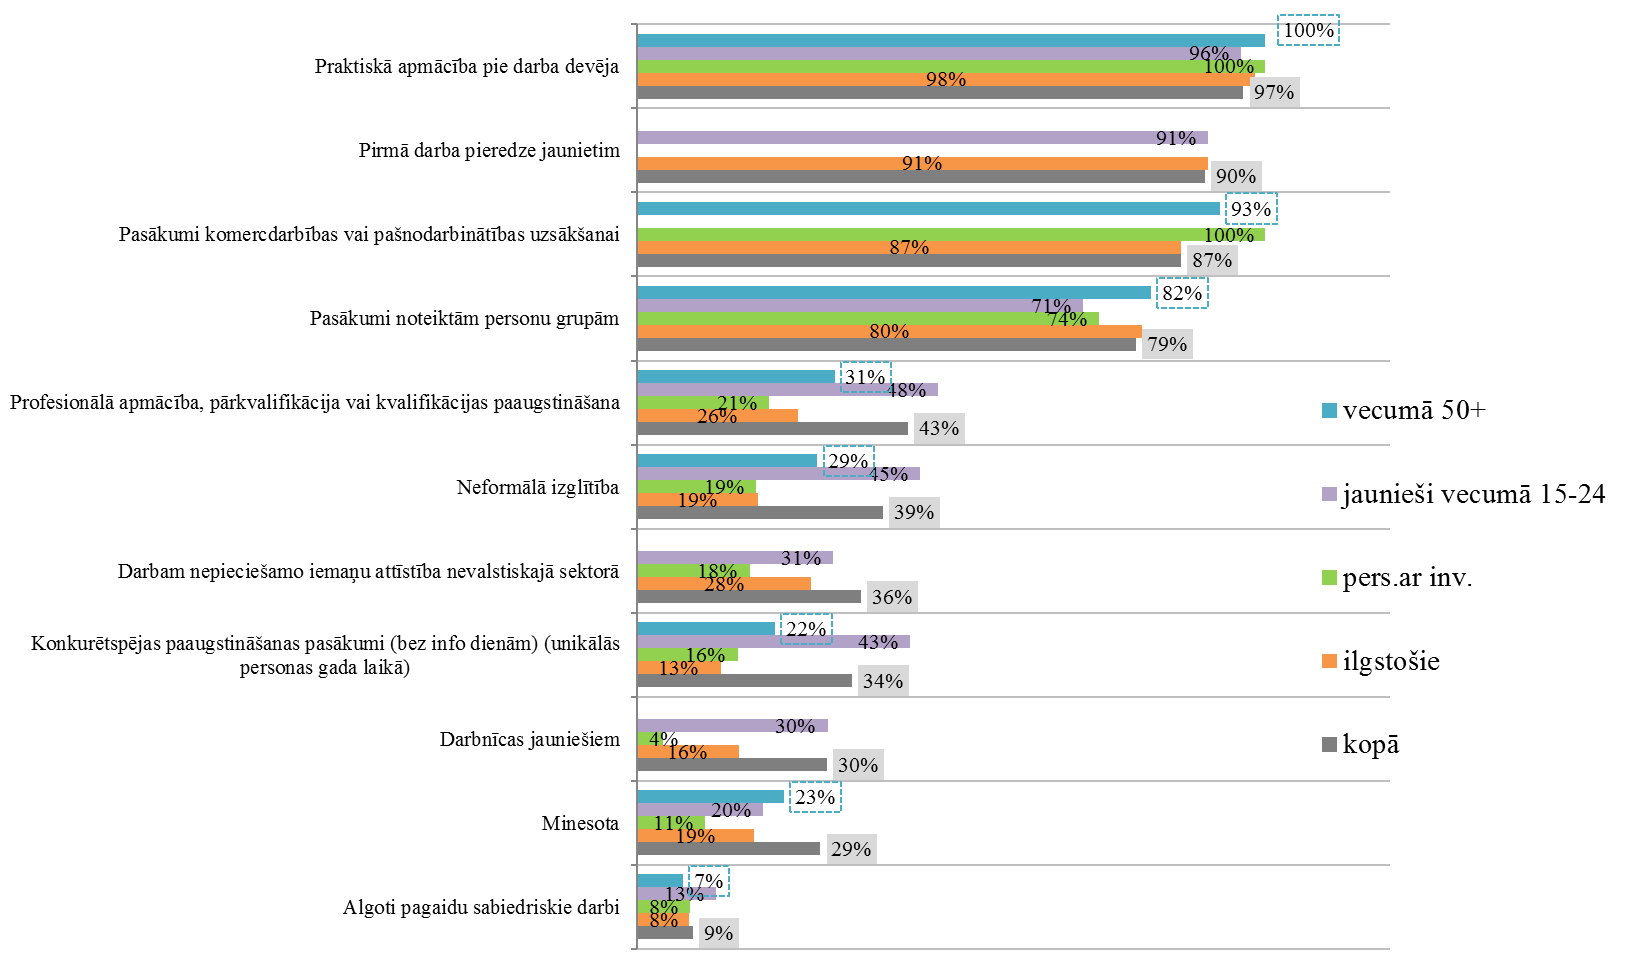 100%
96%
Praktiskā apmācība pie darba devēja
100%
98%
97%
91%
Pirmā darba pieredze jaunietim
91%
90%
93%
Pasākumi komercdarbības vai pašnodarbinātības uzsākšanai
100%
87%
87%
82%
71%
Pasākumi noteiktām personu grupām
74%
80%
79%
31%
48%
Profesionālā apmācība, pārkvalifikācija vai kvalifikācijas paaugstināšana
21%
26%
43%
29%
45%
Neformālā izglītība
19%
19%
39%
31%
Darbam nepieciešamo iemaņu attīstība nevalstiskajā sektorā
18%
28%
36%
22%
43%
Konkurētspējas paaugstināšanas pasākumi (bez info dienām) (unikālās
personas gada laikā)
16%
13%
34%
30%
Darbnīcas jauniešiem
4%
16%
30%
23%
20%
Minesota
11%
19%
29%
7%
13%
Algoti pagaidu sabiedriskie darbi
8%
8%
9%
vecumā 50+
jaunieši vecumā 15-24
pers.ar inv.
ilgstošie
kopā